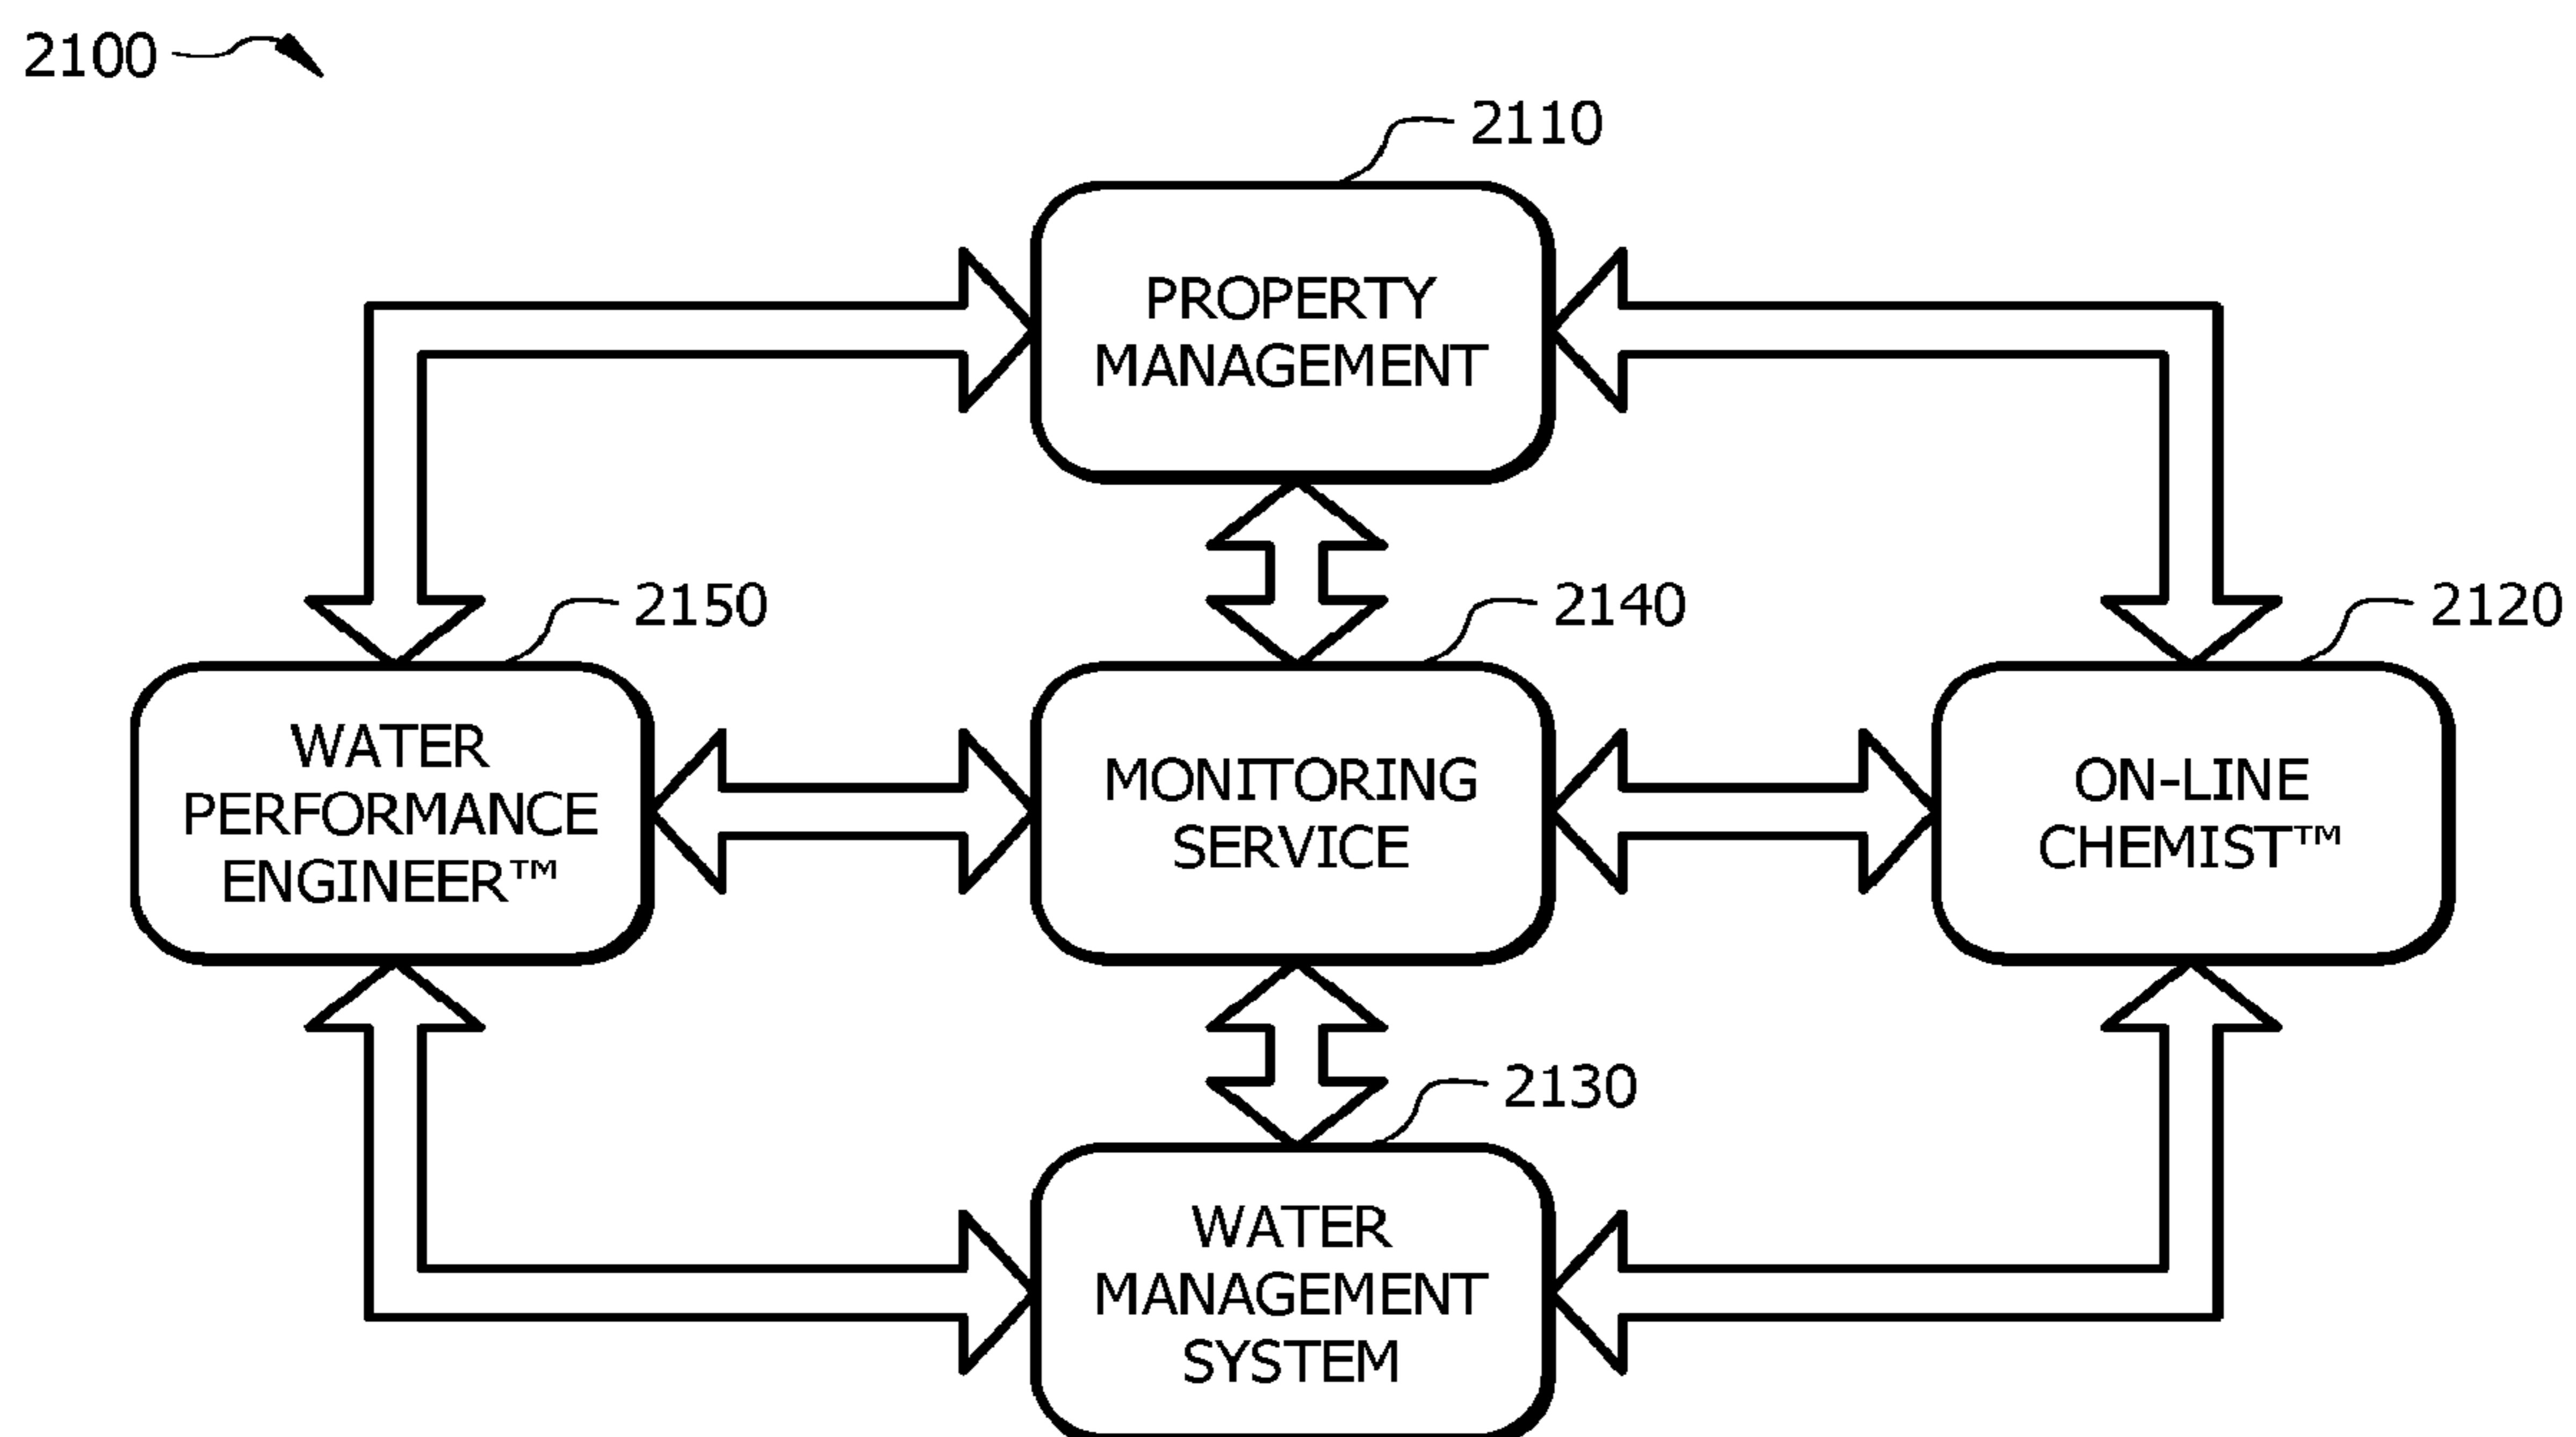 2100
2110
PROPERTY
MANAGEMENT
2150
2140
2120
WATER
PERFORMANCE
ENGINEER™
MONITORING
SERVICE
ON-LINE
CHEMIST™
2130
WATER
MANAGEMENT
SYSTEM